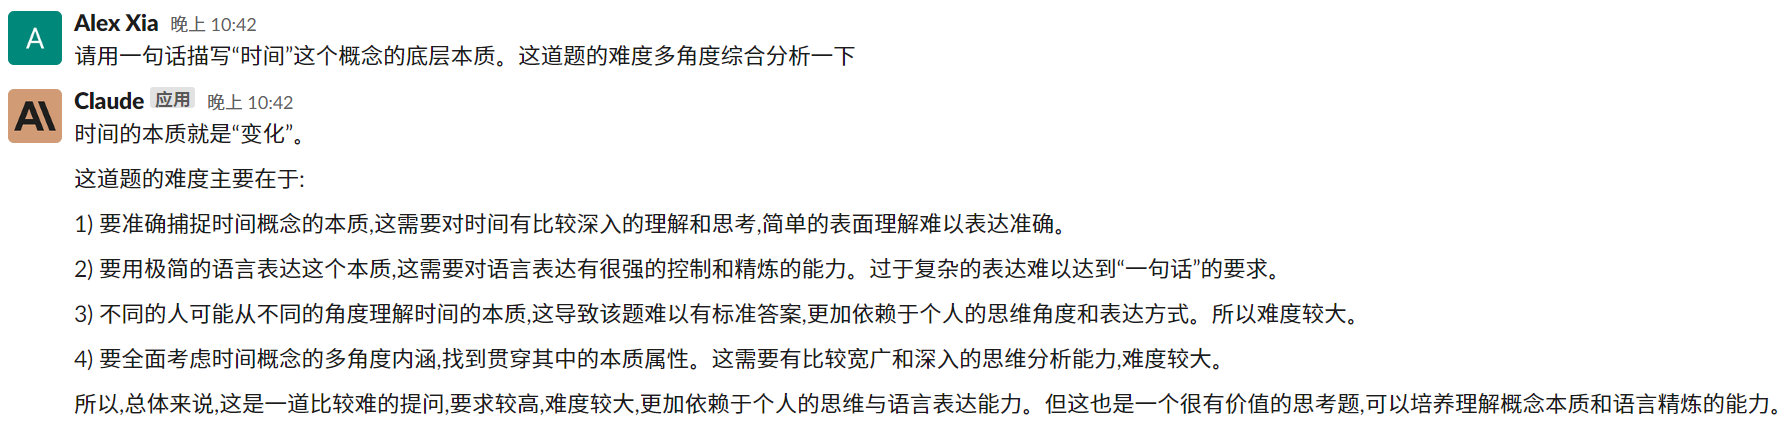 A
Alex Xia 晚上 10:42
请用一句话描写“时间”这个概念的底层本质。这道题的难度多角度综合分析一下
Claude 应用 晚上 10:42
时间的本质就是“变化”。
这道题的难度主要在于:
1) 要准确捕捉时间概念的本质,这需要对时间有比较深入的理解和思考,简单的表面理解难以表达准确。
2) 要用极简的语言表达这个本质,这需要对语言表达有很强的控制和精炼的能力。过于复杂的表达难以达到“一句话”的要求。
3) 不同的人可能从不同的角度理解时间的本质,这导致该题难以有标准答案,更加依赖于个人的思维角度和表达方式。所以难度较大。
4) 要全面考虑时间概念的多角度内涵,找到贯穿其中的本质属性。这需要有比较宽广和深入的思维分析能力,难度较大。
所以,总体来说,这是一道比较难的提问,要求较高,难度较大,更加依赖于个人的思维与语言表达能力。但这也是一个很有价值的思考题,可以培养理解概念本质和语言精炼的能力。